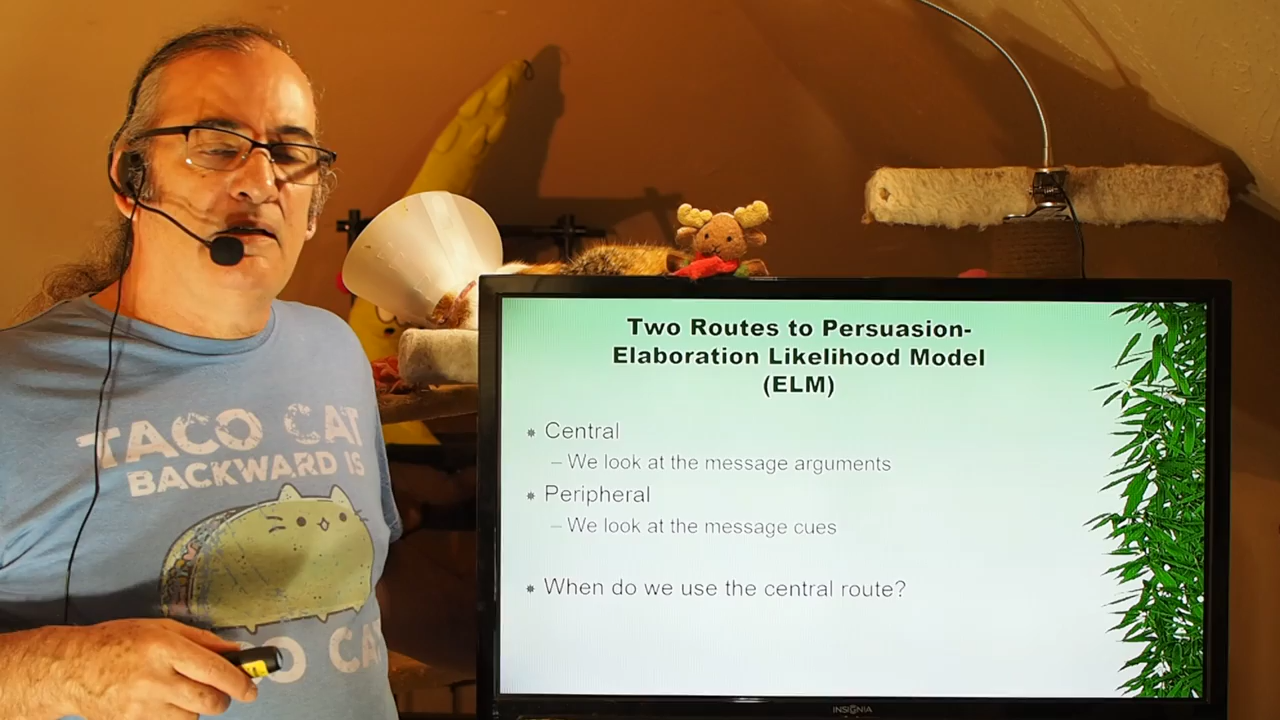 TACO CAT
BACKWARD IS
CAT
Two Routes to Persuasion-
Elaboration Likelihood Model
(ELM)
Central
– We look at the message arguments
Peripheral
– We look at the message cues
When do we use the central route?
INSIGNIA